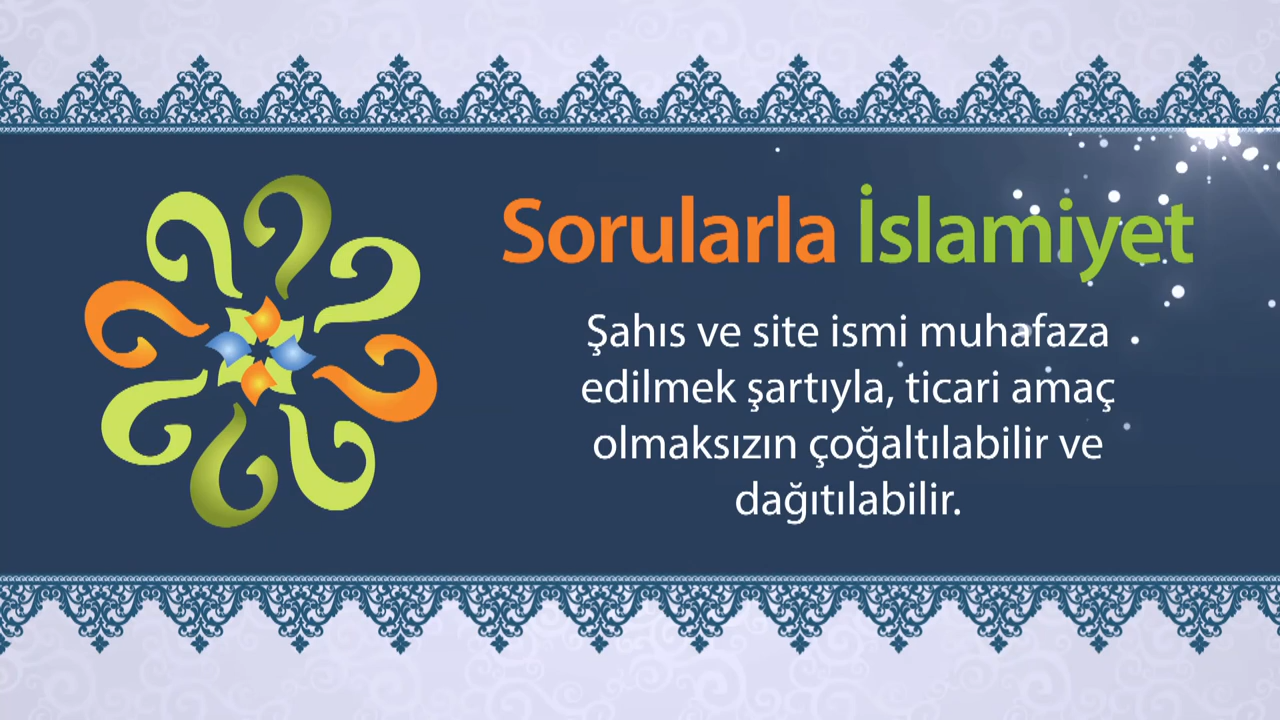 Sorularla İslamiyet
Şahıs ve site ismi muhafaza
edilmek şartıyla, ticari amaç
olmaksızın çoğaltılabilir ve
dağıtılabilir.